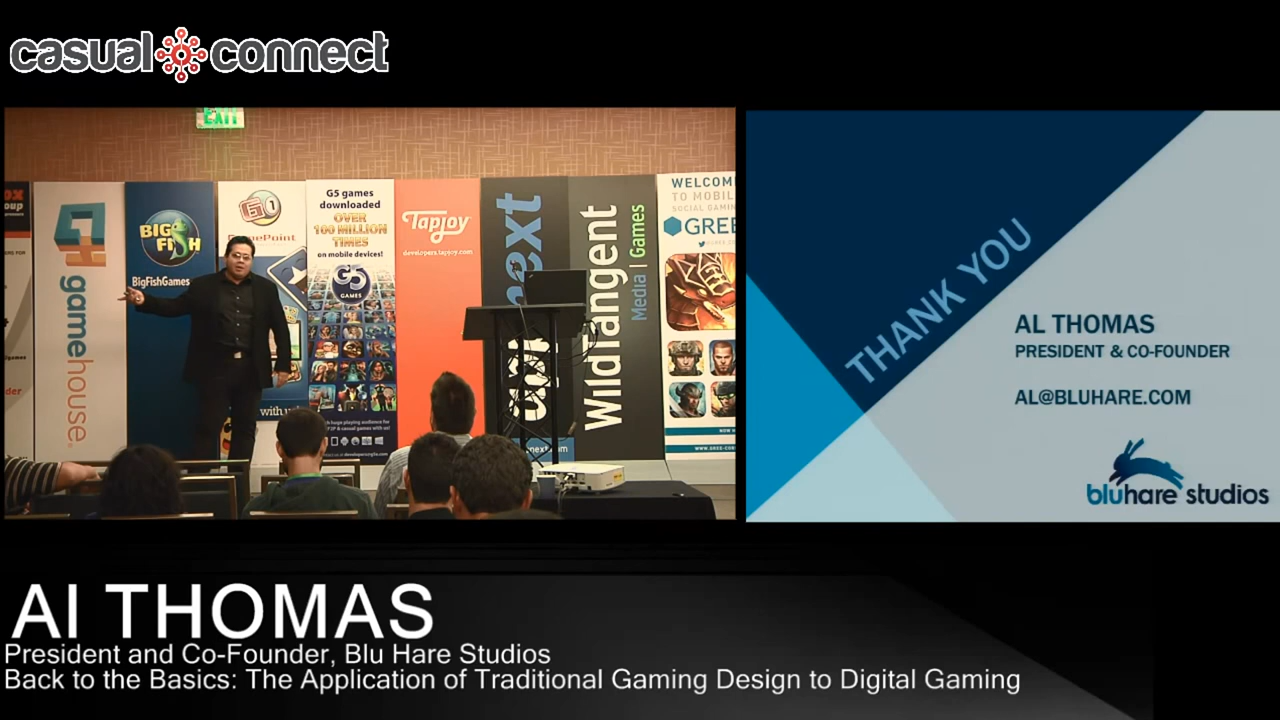 casual connect
EXIT
gamehouse
BIG FISH
BigFishGames
G5 games
downloaded
OVER
100 MILLION
TIMES
on mobile devices!
G5
GAMES
Tapjoy
developers.tapjoy.com
WildTangent
Media | Games
WELCOME
TO MOBIL
SOCIAL GAMIN
GREE
THANK YOU
AL THOMAS
PRESIDENT & CO-FOUNDER
AL@BLUHARE.COM
bluhare studios
Al THOMAS
President and Co-Founder, Blu Hare Studios
Back to the Basics: The Application of Traditional Gaming Design to Digital Gaming